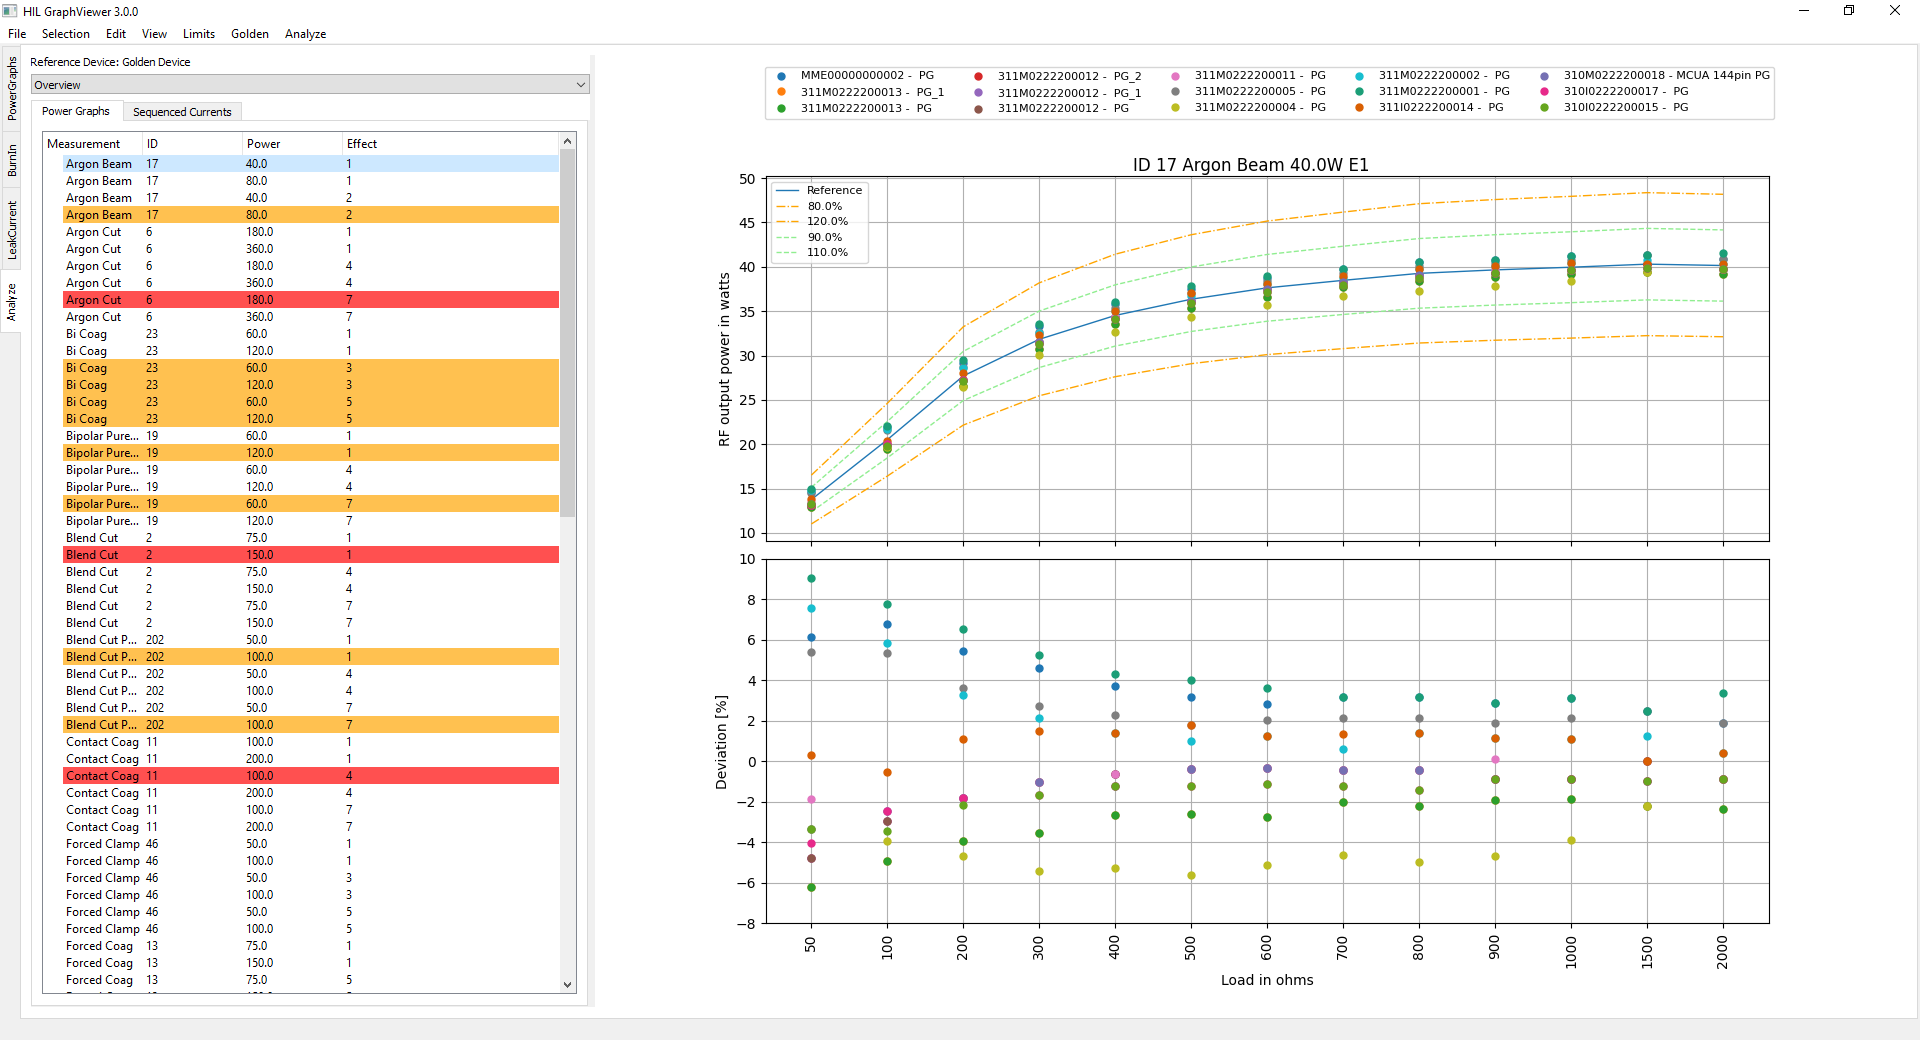 HIL GraphViewer 3.0.0
File Selection Edit View Limits Golden Analyze
PowerGraphs
BurnIn
LeakCurrent
Analyze
Reference Device: Golden Device
Overview
Power Graphs Sequenced Currents
Measurement ID Power Effect
Argon Beam 17 40.0 1
Argon Beam 17 80.0 1
Argon Beam 17 40.0 2
Argon Beam 17 80.0 2
Argon Cut 6 180.0 1
Argon Cut 6 360.0 1
Argon Cut 6 180.0 4
Argon Cut 6 360.0 4
Argon Cut 6 180.0 7
Argon Cut 6 360.0 7
Bi Coag 23 60.0 1
Bi Coag 23 120.0 1
Bi Coag 23 60.0 3
Bi Coag 23 120.0 3
Bi Coag 23 60.0 5
Bi Coag 23 120.0 5
Bipolar Pure... 19 60.0 1
Bipolar Pure... 19 120.0 1
Bipolar Pure... 19 60.0 4
Bipolar Pure... 19 120.0 4
Bipolar Pure... 19 60.0 7
Bipolar Pure... 19 120.0 7
Blend Cut 2 75.0 1
Blend Cut 2 150.0 1
Blend Cut 2 75.0 4
Blend Cut 2 150.0 4
Blend Cut 2 75.0 7
Blend Cut 2 150.0 7
Blend Cut P... 202 50.0 1
Blend Cut P... 202 100.0 1
Blend Cut P... 202 50.0 4
Blend Cut P... 202 100.0 4
Blend Cut P... 202 50.0 7
Blend Cut P... 202 100.0 7
Contact Coag 11 100.0 1
Contact Coag 11 200.0 1
Contact Coag 11 100.0 4
Contact Coag 11 200.0 4
Contact Coag 11 100.0 7
Contact Coag 11 200.0 7
Forced Clamp 46 50.0 1
Forced Clamp 46 100.0 1
Forced Clamp 46 50.0 3
Forced Clamp 46 100.0 3
Forced Clamp 46 50.0 5
Forced Clamp 46 100.0 5
Forced Coag 13 75.0 1
Forced Coag 13 150.0 1
Forced Coag 13 75.0 5
MME00000000002 - PG 311M0222200012 - PG_2 311M0222200011 - PG 311M0222200002 - PG 310M0222200018 - MCUA 144pin PG
311M0222200013 - PG_1 311M0222200012 - PG_1 311M0222200005 - PG 311M0222200001 - PG 310I0222200017 - PG
311M0222200013 - PG 311M0222200012 - PG 311M0222200004 - PG 311I0222200014 - PG 310I0222200015 - PG
ID 17 Argon Beam 40.0W E1
Reference
80.0%
120.0%
90.0%
110.0%
RF output power in watts
50
45
40
35
30
25
20
15
10
Deviation [%]
10
8
6
4
2
0
−2
−4
−6
−8
50 100 200 300 400 500 600 700 800 900 1000 1500 2000
Load in ohms